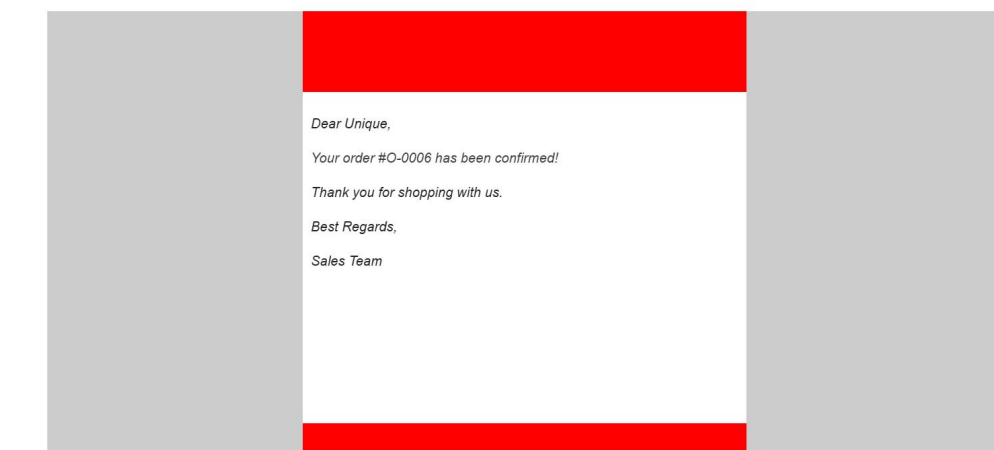 Dear Unique,
Your order #O-0006 has been confirmed!
Thank you for shopping with us.
Best Regards,
Sales Team